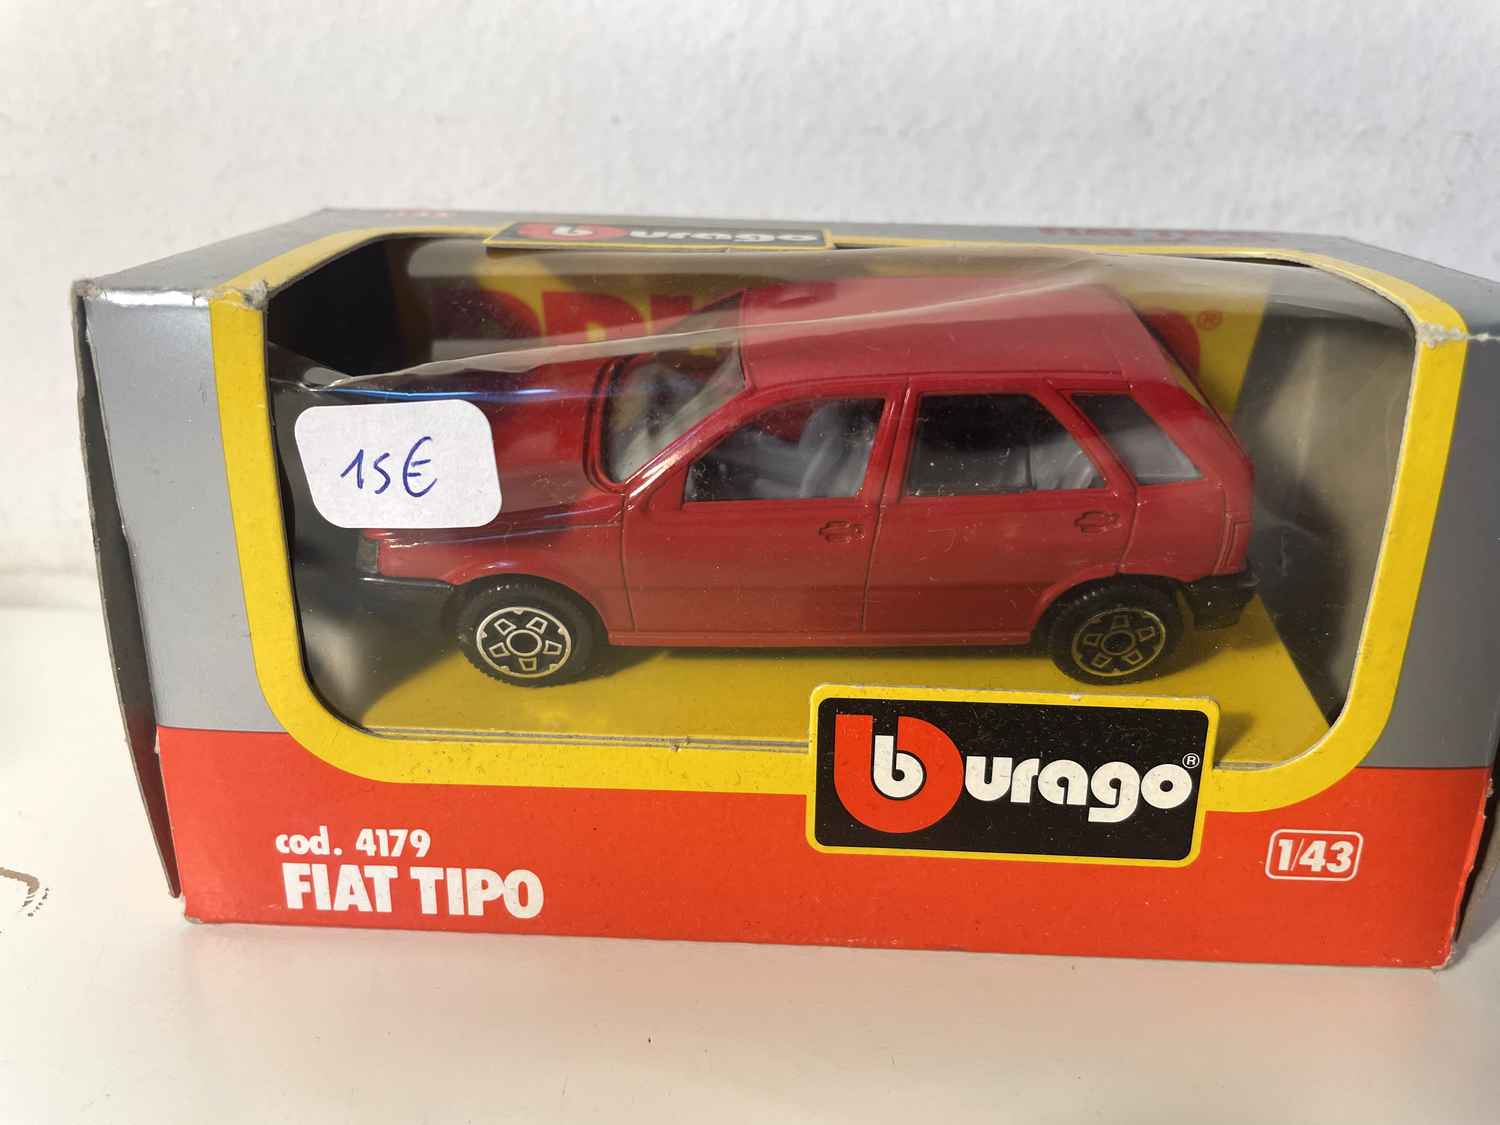 burago
15€
burago®
cod. 4179
FIAT TIPO
1/43